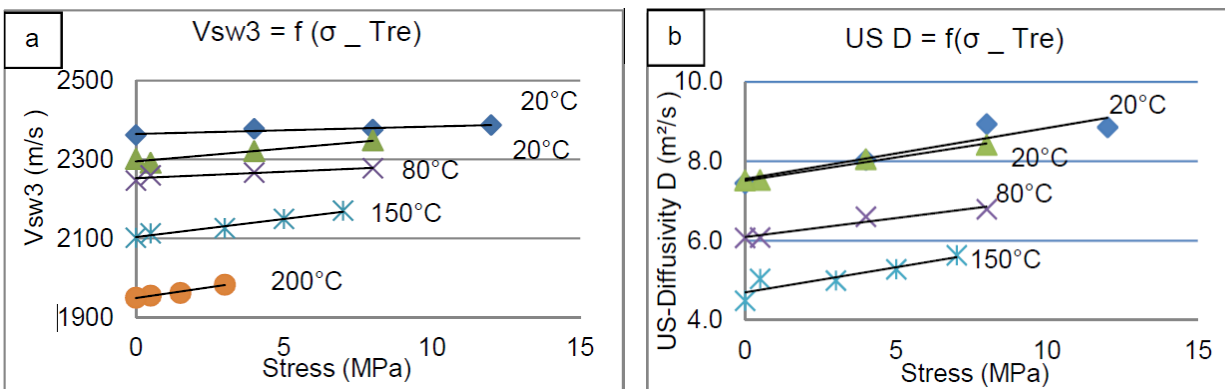 a
Vsw3 = f (σ _ Tre)
Vsw3 (m/s)
2500
2300
2100
1900
20°C
20°C
80°C
150°C
200°C
0
5
10
15
Stress (MPa)
b
US D = f(σ _ Tre)
US-Diffusivity D (m²/s)
10.0
8.0
6.0
4.0
20°C
20°C
80°C
150°C
0
5
10
15
Stress (MPa)